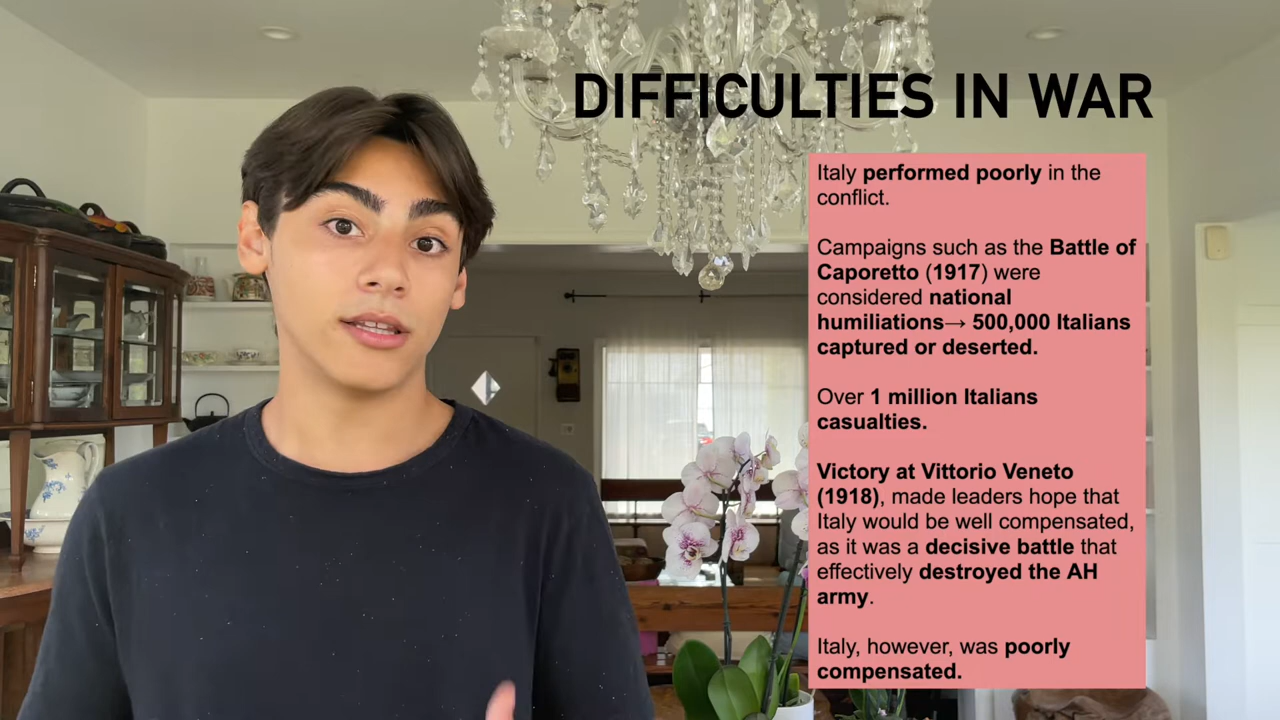 DIFFICULTIES IN WAR
Italy performed poorly in the
conflict.
Campaigns such as the Battle of
Caporetto (1917) were
considered national
humiliations→ 500,000 Italians
captured or deserted.
Over 1 million Italians
casualties.
Victory at Vittorio Veneto
(1918), made leaders hope that
Italy would be well compensated,
as it was a decisive battle that
effectively destroyed the AH
army.
Italy, however, was poorly
compensated.